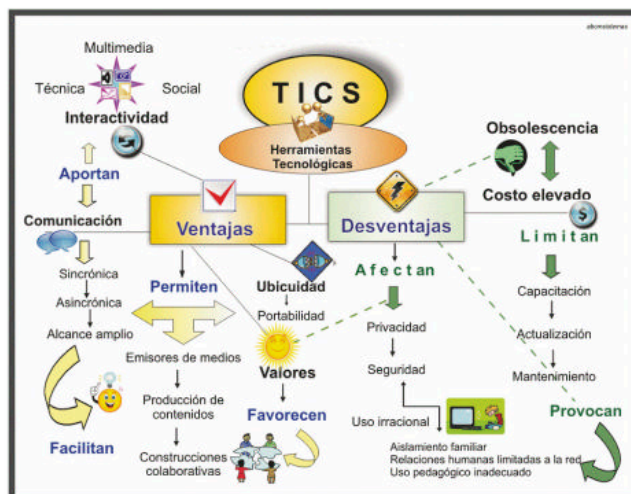 abcmsistemas
Multimedia
Técnica
Social
Interactividad
TICS
Herramientas
Tecnológicas
Obsolescencia
Costo elevado
$
Aportan
Comunicación
Ventajas
Desventajas
Limitan
Sincrónica
Asincrónica
Alcance amplio
Permiten
Ubicuidad
Portabilidad
Afectan
Capacitación
Actualización
Mantenimiento
Emisores de medios
Producción de
contenidos
Construcciones
colaborativas
Valores
Favorecen
Privacidad
Seguridad
Uso irracional
Facilitan
Provocan
Aislamiento familiar
Relaciones humanas limitadas a la red
Uso pedagógico inadecuado